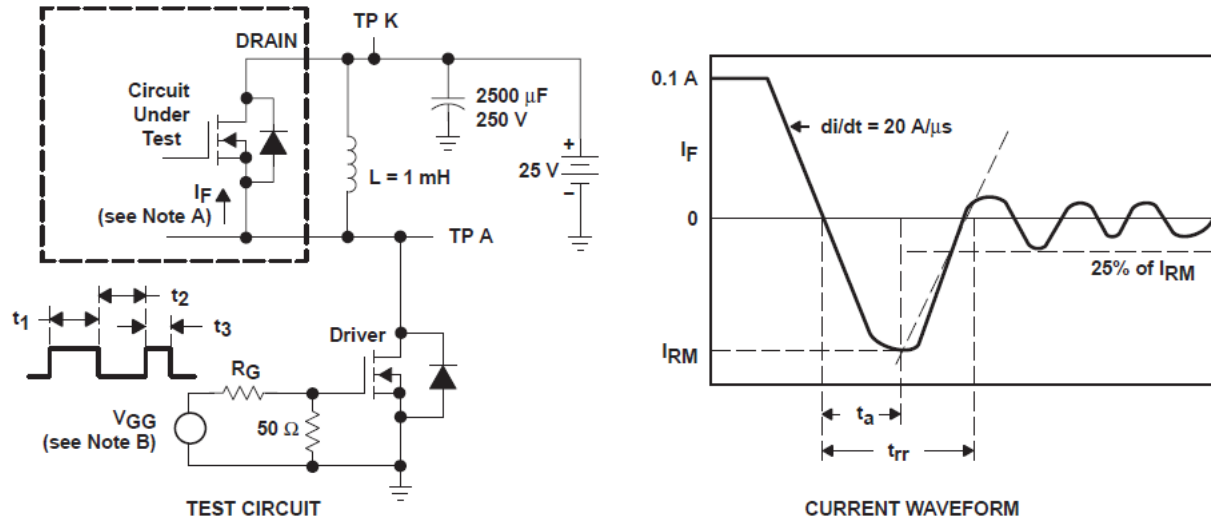 TP K
DRAIN
Circuit
Under
Test
2500 µF
250 V
+
25 V
−
L = 1 mH
IF
(see Note A)
TP A
t2
t1
t3
Driver
RG
VGG
(see Note B)
50 Ω
TEST CIRCUIT
0.1 A
di/dt = 20 A/µs
IF
0
25% of IRM
IRM
ta
trr
CURRENT WAVEFORM